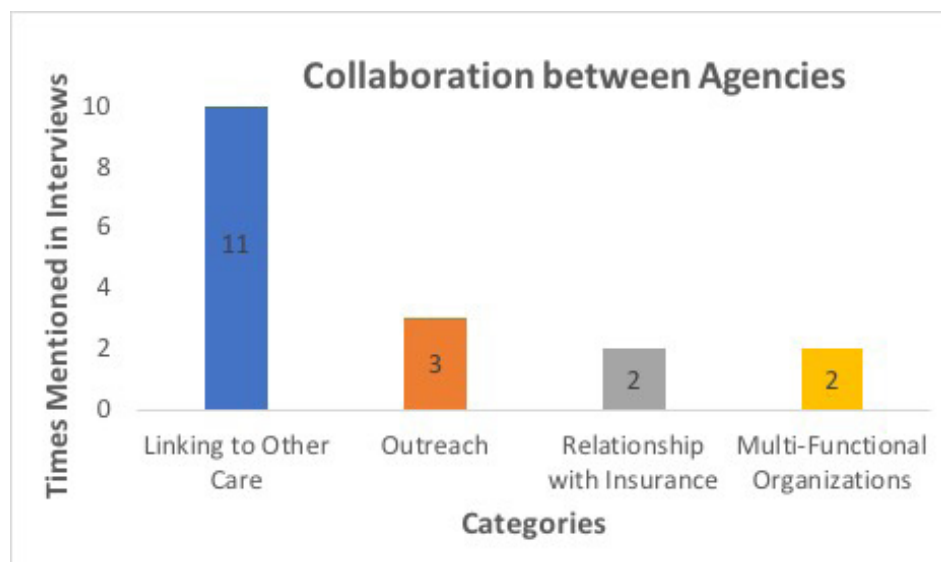 Collaboration between Agencies
Times Mentioned in Interviews
10
8
6
4
2
0
11
3
2
2
Linking to Other
Care
Outreach
Relationship
with Insurance
Multi-Functional
Organizations
Categories